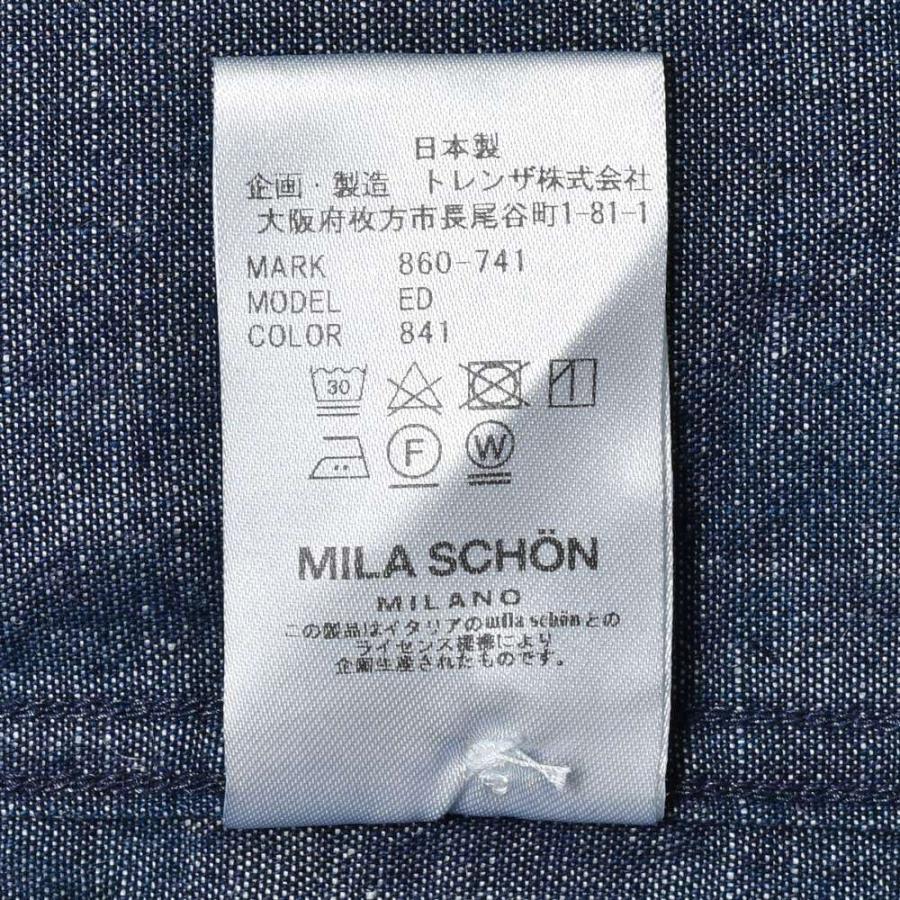 日本製
企画・製造　トレンザ株式会社
大阪府枚方市長尾谷町1-81-1
MARK 860-741
MODEL ED
COLOR 841
30
F W
MILA SCHÖN
MILANO
この製品はイタリアのmila schönとの
ライセンス提携により
企画生産されたものです。